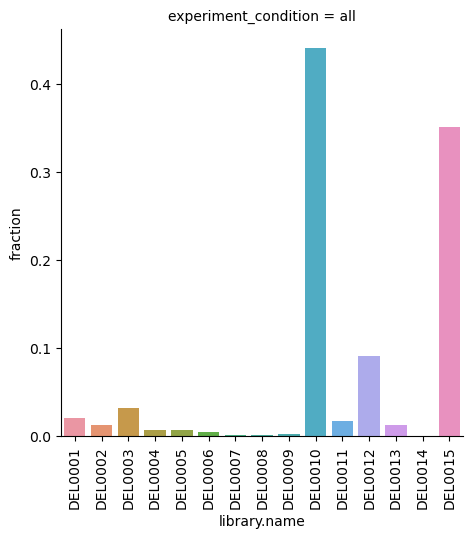 experiment_condition = all
fraction
0.4
0.3
0.2
0.1
0.0
DEL0001
DEL0002
DEL0003
DEL0004
DEL0005
DEL0006
DEL0007
DEL0008
DEL0009
DEL0010
DEL0011
DEL0012
DEL0013
DEL0014
DEL0015
library.name